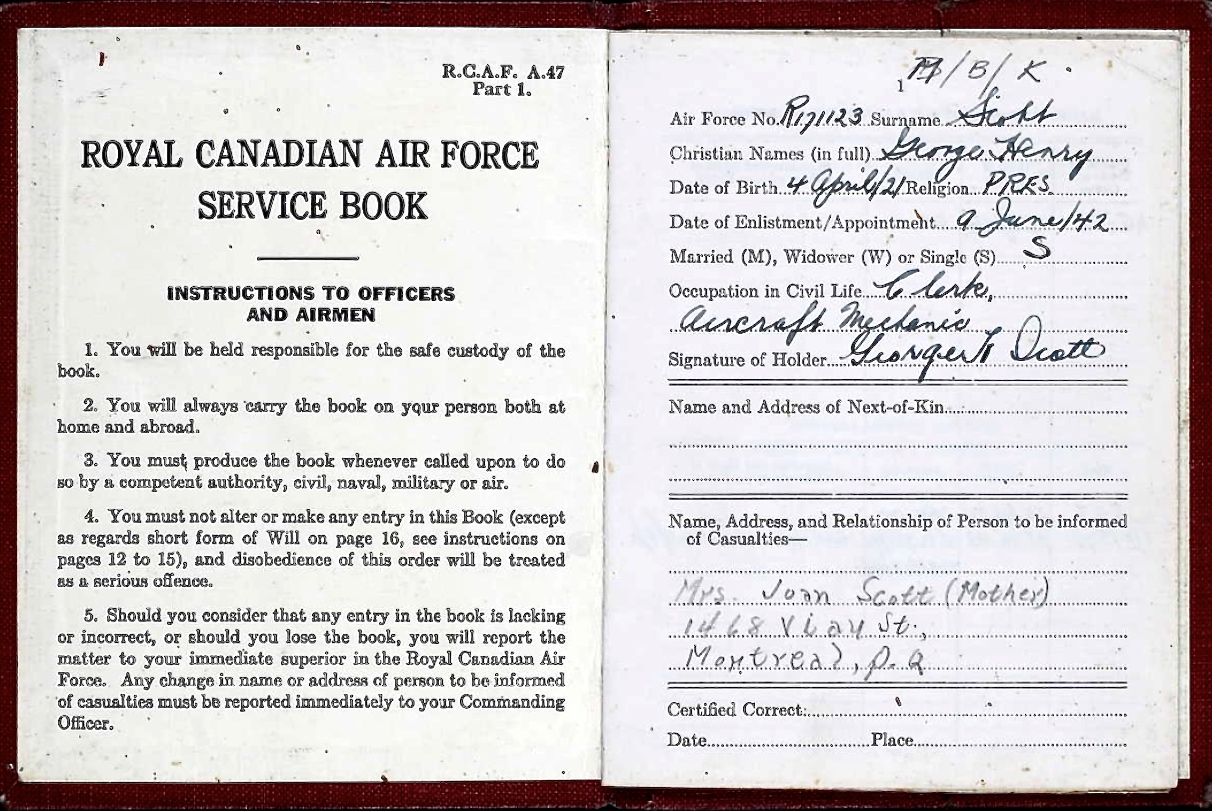 R.C.A.F. A.47
Part 1.
ROYAL CANADIAN AIR FORCE
SERVICE BOOK
INSTRUCTIONS TO OFFICERS
AND AIRMEN
1. You will be held responsible for the safe custody of the
book.
2. You will always carry the book on your person both at
home and abroad.
3. You must produce the book whenever called upon to do
so by a competent authority, civil, naval, military or air.
4. You must not alter or make any entry in this Book (except
as regards short form of Will on page 16, see instructions on
pages 12 to 15), and disobedience of this order will be treated
as a serious offence.
5. Should you consider that any entry in the book is lacking
or incorrect, or should you lose the book, you will report the
matter to your immediate superior in the Royal Canadian Air
Force. Any change in name or address of person to be informed
of casualties must be reported immediately to your Commanding
Officer.
/B/K
1
Air Force No. R171123 Surname Scott
Christian Names (in full) George Henry
Date of Birth 4 April/21 Religion PRES.
Date of Enlistment/Appointment 9 June/42
Married (M), Widower (W) or Single (S) S
Occupation in Civil Life Clerk,
Aircraft Mechanic
Signature of Holder George H Scott
Name and Address of Next-of-Kin
Name, Address, and Relationship of Person to be informed
of Casualties—
Mrs. Joan Scott (Mother)
1468 St.,
Montreal, P.Q
Certified Correct:
Date Place